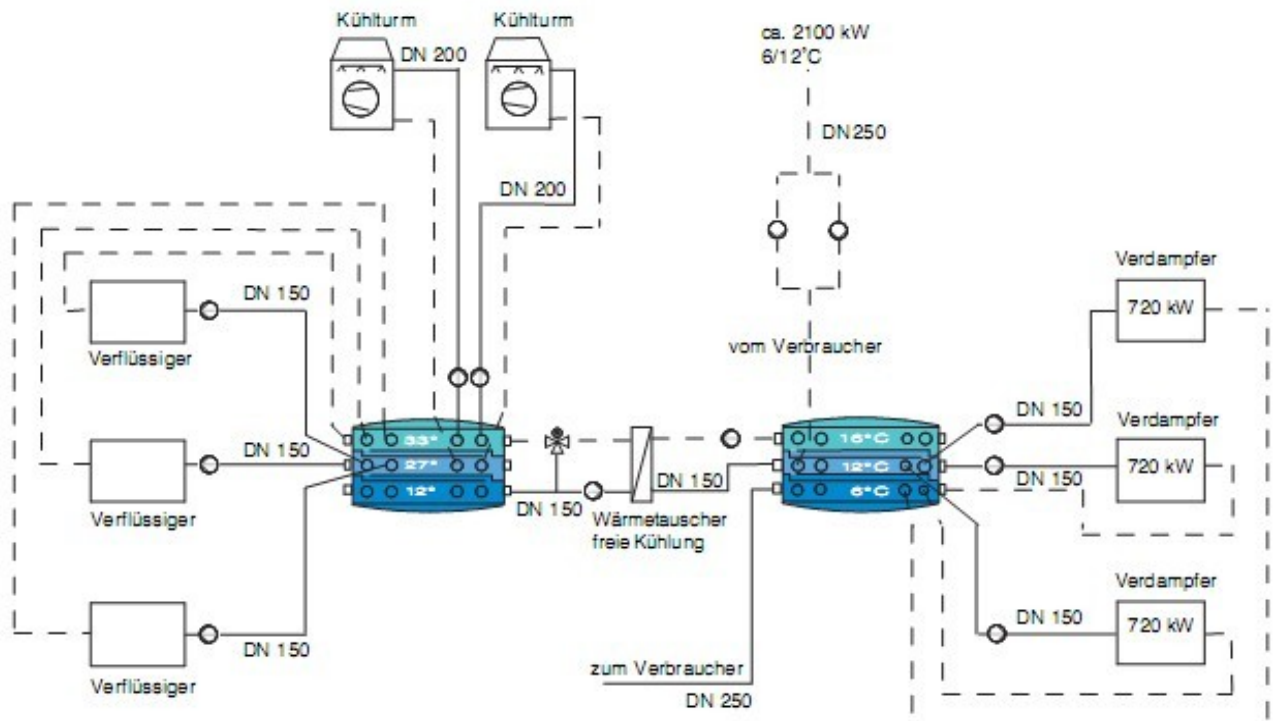 Kühlturm
Kühlturm
DN 200
ca. 2100 kW
6/12°C
DN 250
DN 200
Verdampfer
720 kW
DN 150
Verflüssiger
vom Verbraucher
DN 150
33°
27°
12°
16°C
12°C
6°C
Verdampfer
720 kW
DN 150
DN 150
Verflüssiger
DN 150
DN 150
Wärmetauscher
freie Kühlung
Verdampfer
720 kW
DN 150
DN 150
Verflüssiger
zum Verbraucher
DN 250